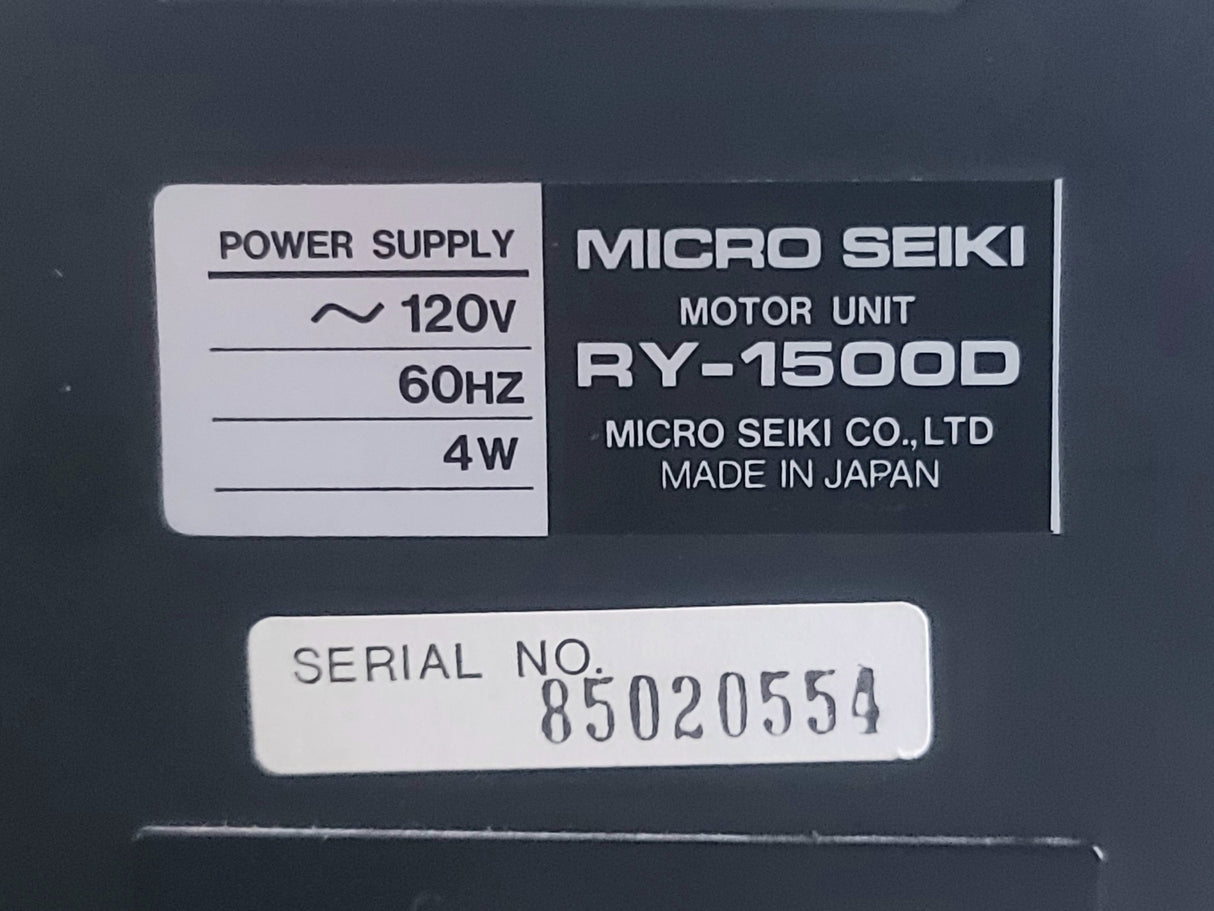 POWER SUPPLY
~ 120V
60HZ
4W
MICRO SEIKI
MOTOR UNIT
RY-1500D
MICRO SEIKI CO., LTD
MADE IN JAPAN
SERIAL NO.
85020554